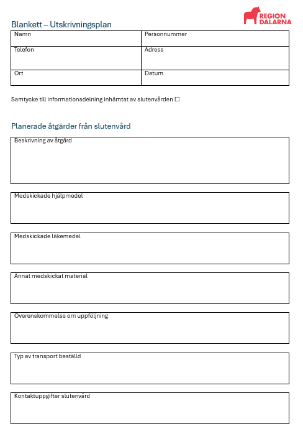 REGION
DALARNA
Blankett – Utskrivningsplan
Namn
Personnummer
Telefon
Adress
Ort
Datum
Samtycke till informationsdelning inhämtat av slutenvården ☐
Planerade åtgärder från slutenvård
Beskrivning av åtgärd
Medskickade hjälpmedel
Medskickade läkemedel
Annat medskickat material
Överenskommelse om uppföljning
Typ av transport beställd
Kontaktuppgifter slutenvård